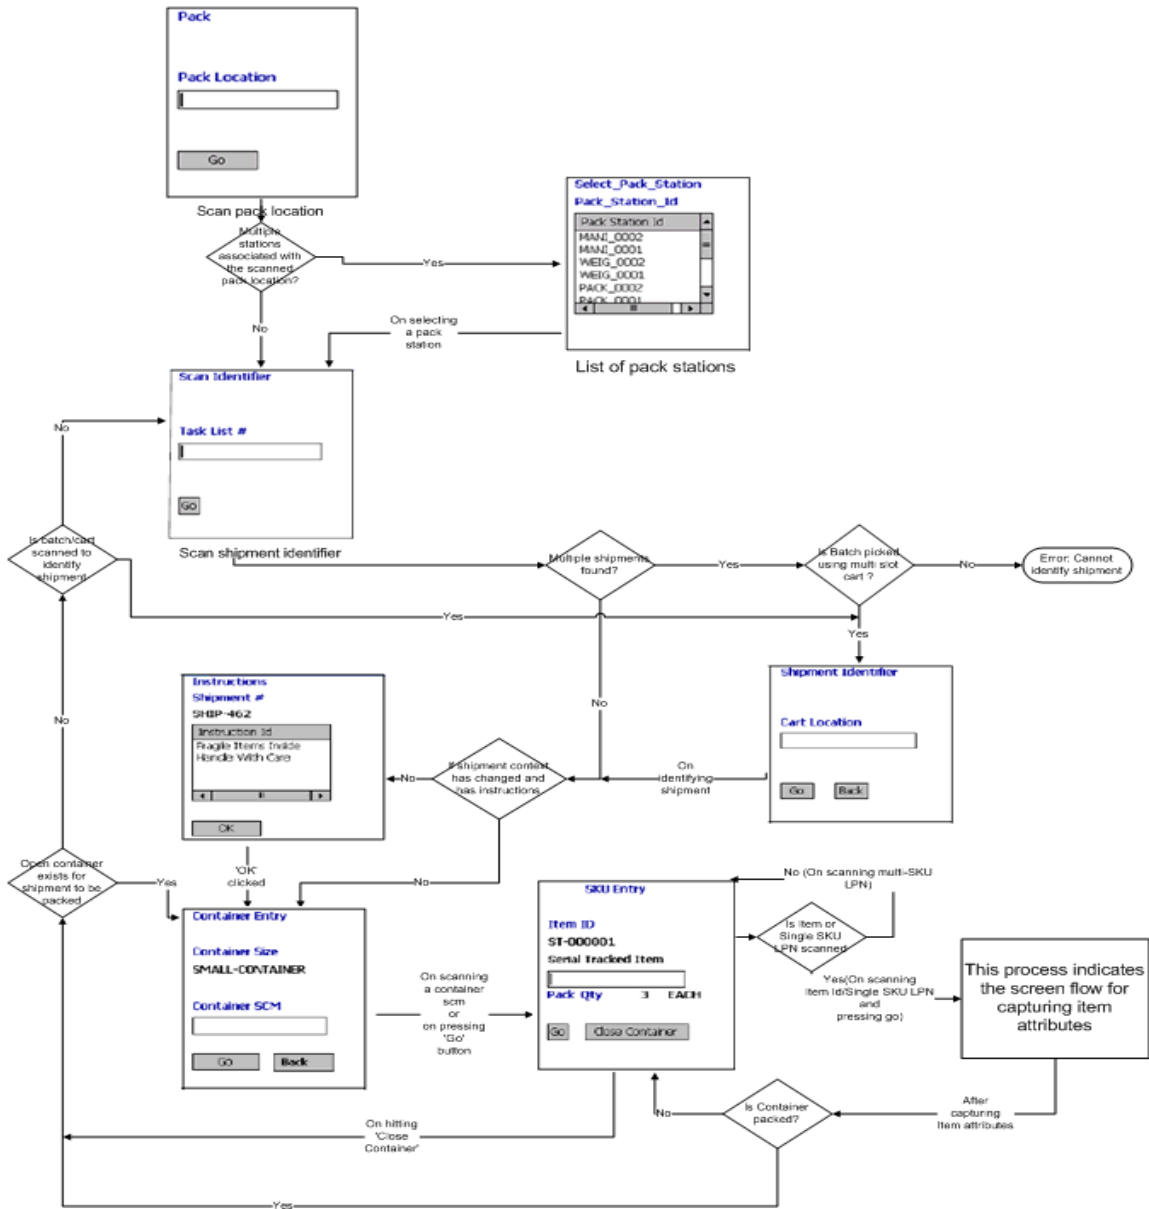 Pack
Pack Location
Go
Scan pack location
Multiple
stations
associated with
the scanned
pack location?
Yes
No
Select_Pack_Station
Pack_Station_Id
Pack Station Id
MANI_0002
MANI_0001
WEIG_0002
WEIG_0001
PACK_0002
PACK_0001
List of pack stations
On selecting
a pack
station
Scan Identifier
Task List #
Go
Scan shipment identifier
No
Is batch/cart
scanned to
identify
shipment
Multiple shipments
found?
Yes
Is Batch picked
using multi slot
cart ?
No
Error: Cannot
identify shipment
Yes
Yes
Instructions
Shipment #
SHIP-462
Instruction Id
Fragile Items Inside
Handle With Care
OK
No
If shipment context
has changed and
has instructions
No
On
identifying
shipment
Shipment Identifier
Cart Location
Go
Back
No
Open container
exists for
shipment to be
packed
Yes
'OK'
clicked
No
Container Entry
Container Size
SMALL-CONTAINER
Container SCM
Go
Back
On scanning
a container
scm
or
on pressing
'Go'
button
SKU Entry
Item ID
ST-000001
Serial Tracked Item
Pack Qty 3 EACH
Go
Close Container
No (On scanning multi-SKU
LPN)
Is Item or
Single SKU
LPN scanned
Yes(On scanning
Item Id/Single SKU LPN
and
pressing go)
This process indicates
the screen flow for
capturing item
attributes
After
capturing
Item attributes
Is Container
packed?
No
On hitting
'Close
Container'
Yes